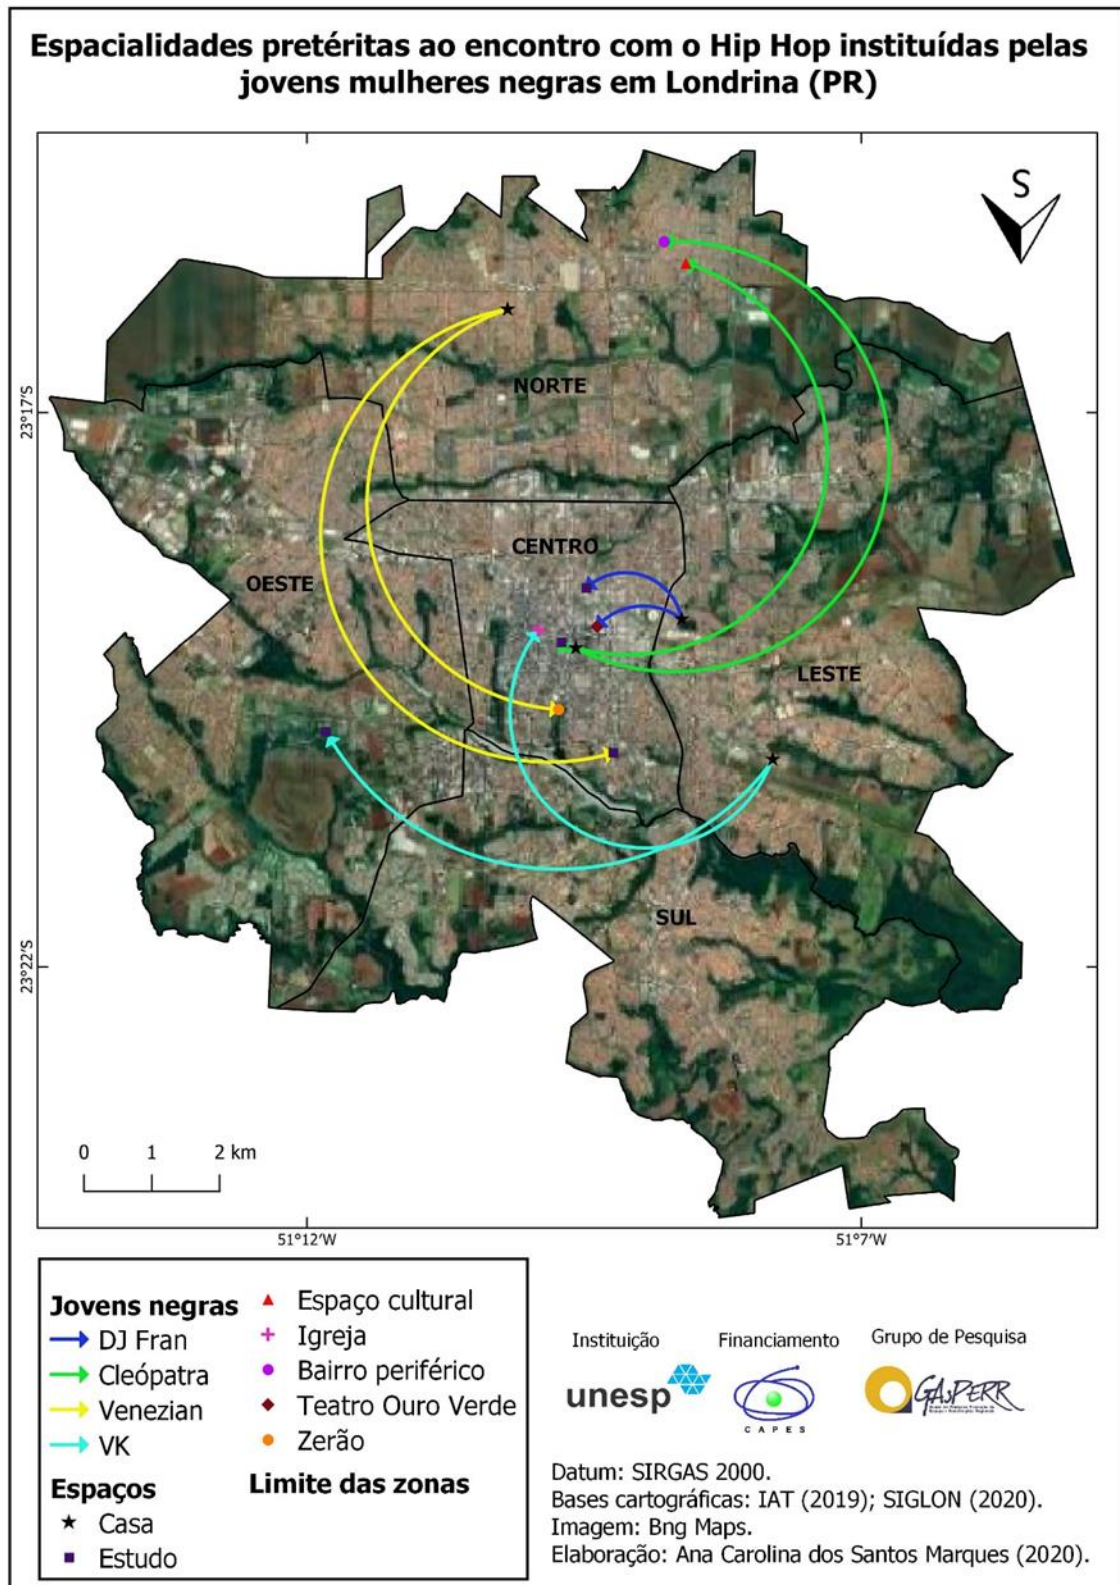 Espacialidades pretéritas ao encontro com o Hip Hop instituídas pelas
jovens mulheres negras em Londrina (PR)
S
NORTE
23°17'S
CENTRO
OESTE
LESTE
SUL
23°22'S
0 1 2 km
51°12'W 51°7'W
Jovens negras
DJ Fran
Cleópatra
Venezian
VK
Espaços
Casa
Estudo
Espaço cultural
Igreja
Bairro periférico
Teatro Ouro Verde
Zerão
Limite das zonas
Instituição
unesp
Financiamento
CAPES
Grupo de Pesquisa
GAsPERR
Datum: SIRGAS 2000.
Bases cartográficas: IAT (2019); SIGLON (2020).
Imagem: Bng Maps.
Elaboração: Ana Carolina dos Santos Marques (2020).